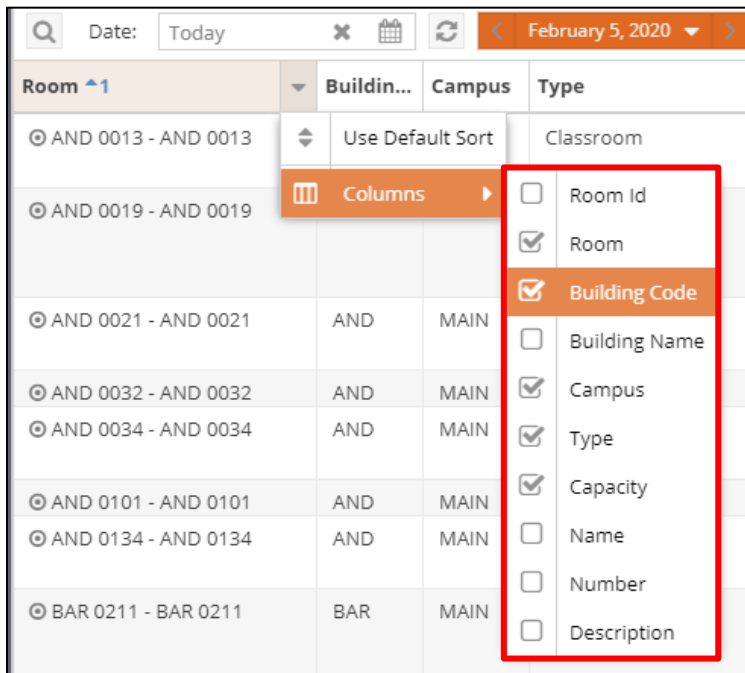 Date: Today February 5, 2020
Room 1 Buildin... Campus Type
AND 0013 - AND 0013 Use Default Sort Classroom
AND 0019 - AND 0019 Columns Room Id
Room
Building Code
AND 0021 - AND 0021 AND MAIN
Building Name
AND 0032 - AND 0032 AND MAIN Campus
AND 0034 - AND 0034 AND MAIN Type
Capacity
AND 0101 - AND 0101 AND MAIN
AND 0134 - AND 0134 AND MAIN Name
Number
BAR 0211 - BAR 0211 BAR MAIN
Description